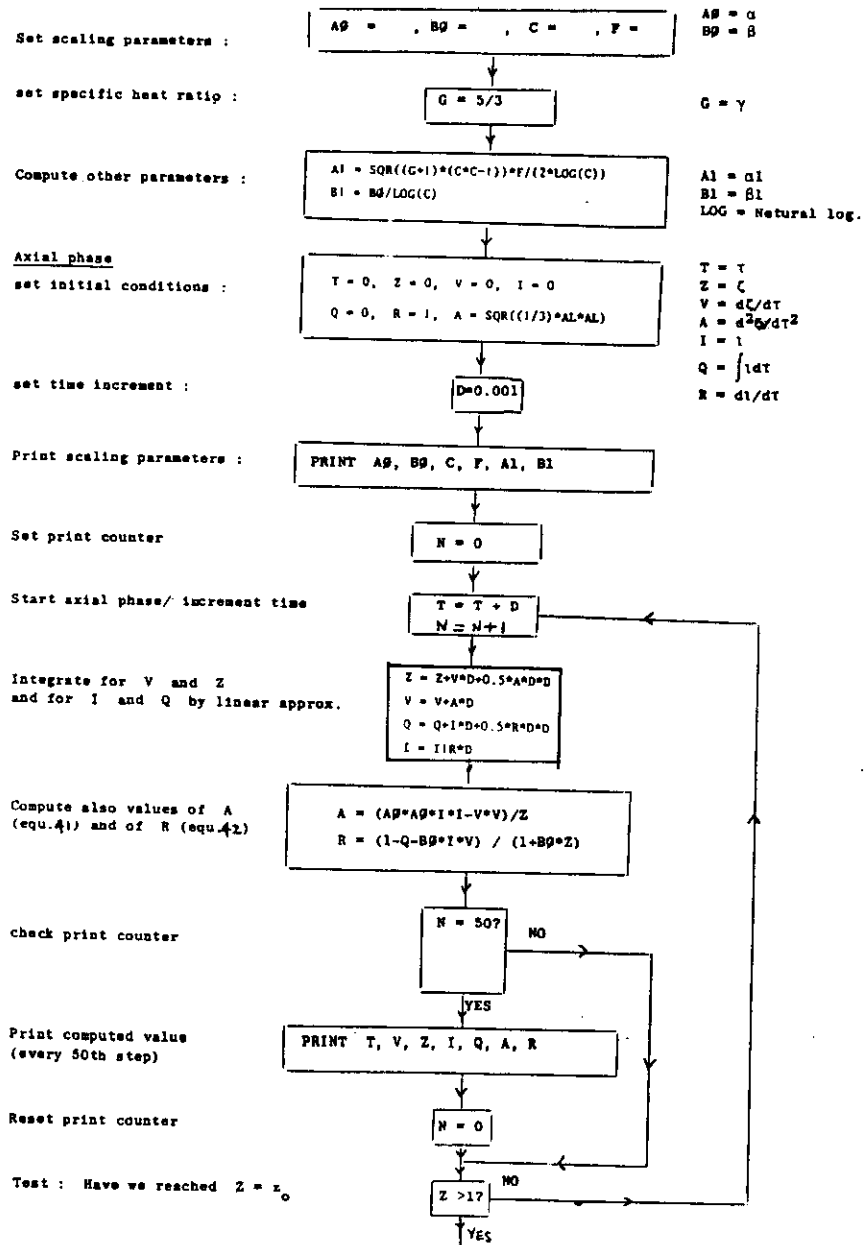 Set scaling parameters :
AØ = , BØ = , C = , F =
AØ = α
BØ = β
set specific heat ratio :
G = 5/3
G = γ
Compute other parameters :
A1 = SQR((G+1)*(C*C-1))*F/(2*LOG(C))
B1 = BØ/LOG(C)
A1 = α1
B1 = β1
LOG = Netural log.
Axial phase
set initial conditions :
T = 0, Z = 0, V = 0, I = 0
Q = 0, R = 1, A = SQR((1/3)*AL*AL)
T = τ
Z = ζ
V = dζ/dτ
A = d²ζ/dτ²
I = ι
Q = ∫ιdτ
R = dι/dτ
set time increment :
D=0.001
Print scaling parameters :
PRINT AØ, BØ, C, F, A1, B1
Set print counter
N = 0
Start axial phase/ increment time
T = T + D
N = N+1
Integrate for V and Z
and for I and Q by linear approx.
Z = Z+V*D+0.5*A*D*D
V = V+A*D
Q = Q+I*D+0.5*R*D*D
I = I|R*D
Compute also values of A
(equ.41) and of R (equ.42)
A = (AØ*AØ*I*I-V*V)/Z
R = (1-Q-BØ*I*V) / (1+BØ*Z)
check print counter
N = 50?
NO
YES
Print computed value
(every 50th step)
PRINT T, V, Z, I, Q, A, R
Reset print counter
N = 0
Test : Have we reached Z = z₀
Z >1?
NO
YES